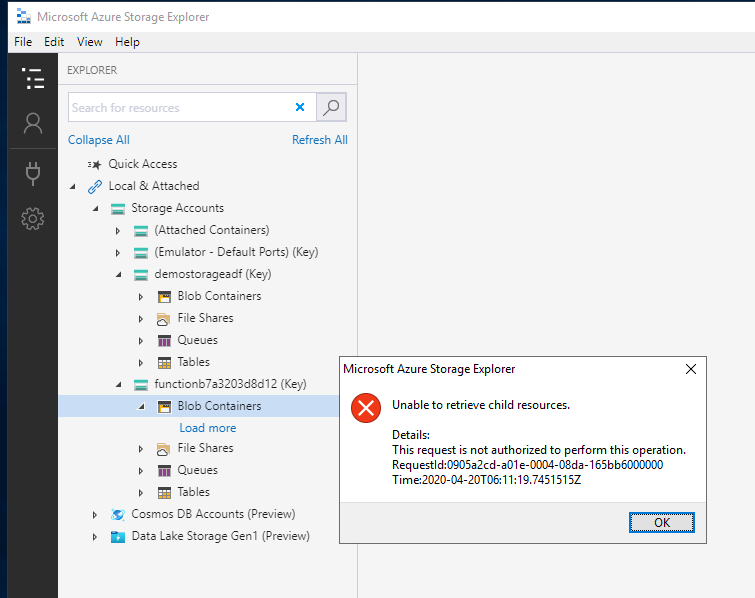 Microsoft Azure Storage Explorer
File Edit View Help
EXPLORER
Search for resources
Collapse All Refresh All
Quick Access
Local & Attached
Storage Accounts
(Attached Containers)
(Emulator - Default Ports) (Key)
demostorageadf (Key)
Blob Containers
File Shares
Queues
Tables
functionb7a3203d8d12 (Key)
Blob Containers
Load more
File Shares
Queues
Tables
Cosmos DB Accounts (Preview)
Data Lake Storage Gen1 (Preview)
Microsoft Azure Storage Explorer
Unable to retrieve child resources.
Details:
This request is not authorized to perform this operation.
RequestId:0905a2cd-a01e-0004-08da-165bb6000000
Time:2020-04-20T06:11:19.7451515Z
OK